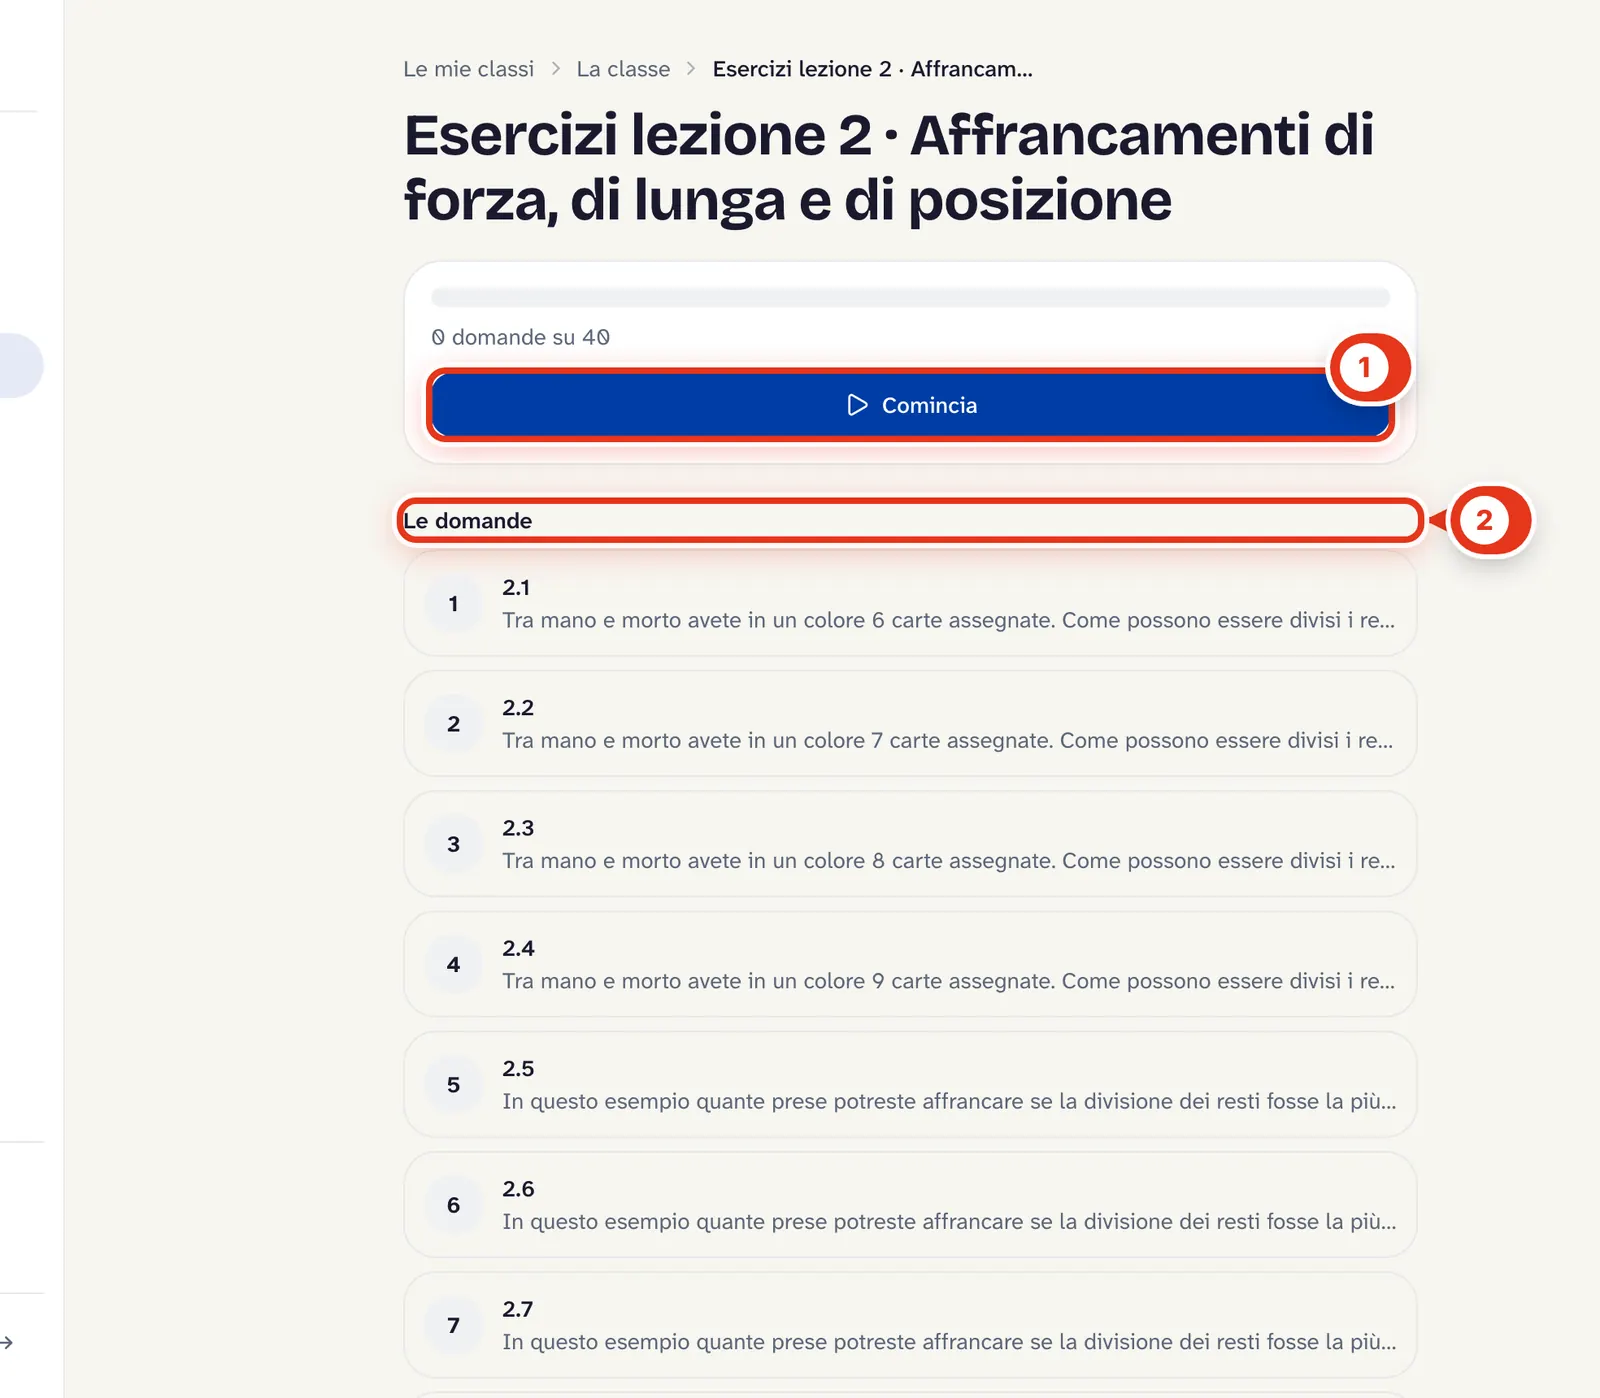 Le mie classi > La classe > Esercizi lezione 2 · Affrancam...
Esercizi lezione 2 · Affrancamenti di
forza, di lunga e di posizione
0 domande su 40
1
Comincia
Le domande
2
1
2.1
Tra mano e morto avete in un colore 6 carte assegnate. Come possono essere divisi i re...
2
2.2
Tra mano e morto avete in un colore 7 carte assegnate. Come possono essere divisi i re...
3
2.3
Tra mano e morto avete in un colore 8 carte assegnate. Come possono essere divisi i re...
4
2.4
Tra mano e morto avete in un colore 9 carte assegnate. Come possono essere divisi i re...
5
2.5
In questo esempio quante prese potreste affrancare se la divisione dei resti fosse la più...
6
2.6
In questo esempio quante prese potreste affrancare se la divisione dei resti fosse la più...
7
2.7
In questo esempio quante prese potreste affrancare se la divisione dei resti fosse la più...